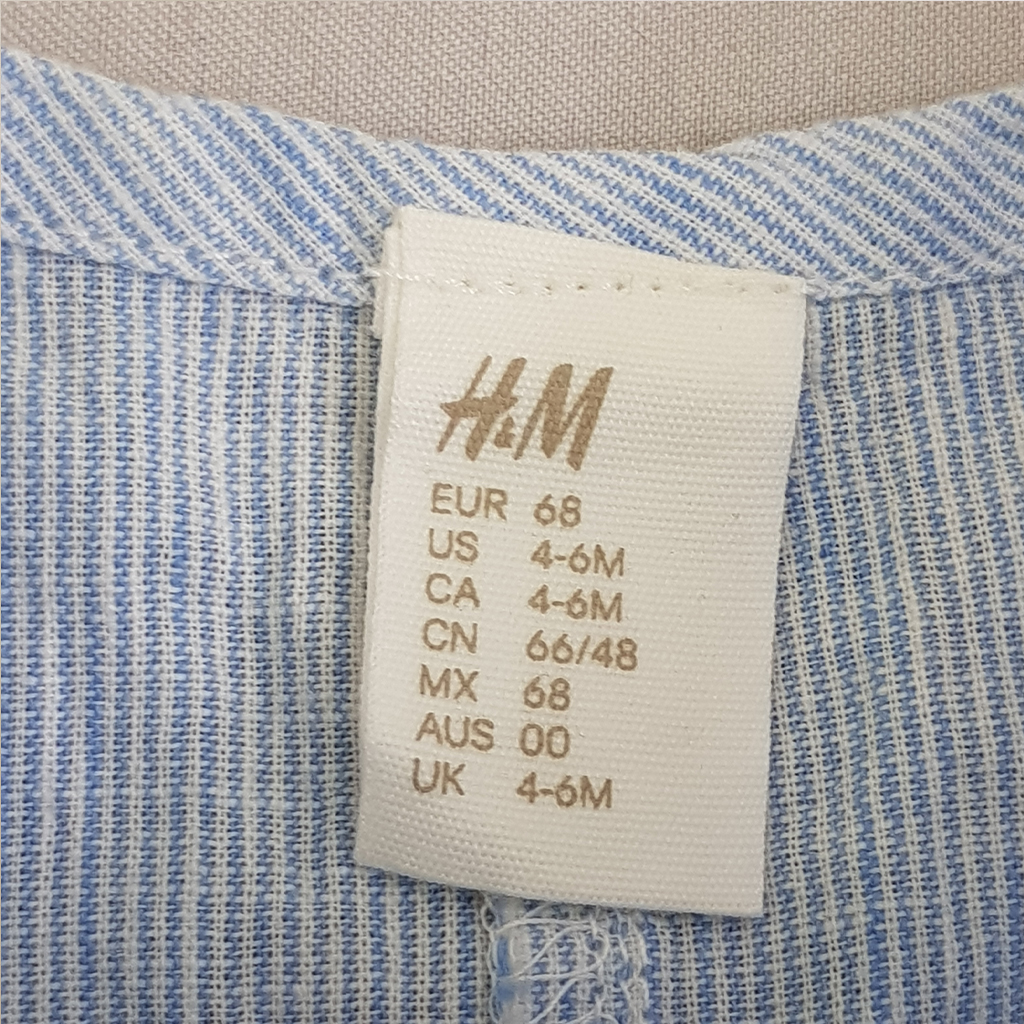 H&M
EUR 68
US 4-6M
CA 4-6M
CN 66/48
MX 68
AUS 00
UK 4-6M